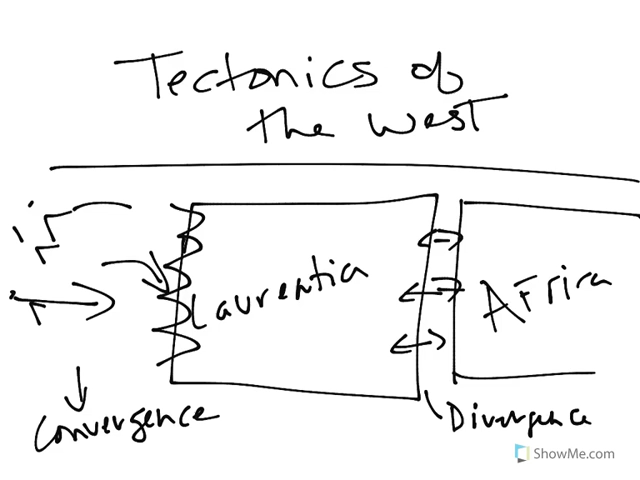 Tectonics of
the west
Laurentia
Africa
Convergence
Divergence
ShowMe.com